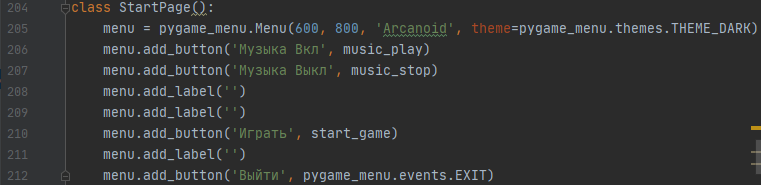 204 class StartPage():
205 menu = pygame_menu.Menu(600, 800, 'Arcanoid', theme=pygame_menu.themes.THEME_DARK)
206 menu.add_button('Музыка Вкл', music_play)
207 menu.add_button('Музыка Выкл', music_stop)
208 menu.add_label('')
209 menu.add_label('')
210 menu.add_button('Играть', start_game)
211 menu.add_label('')
212 menu.add_button('Выйти', pygame_menu.events.EXIT)